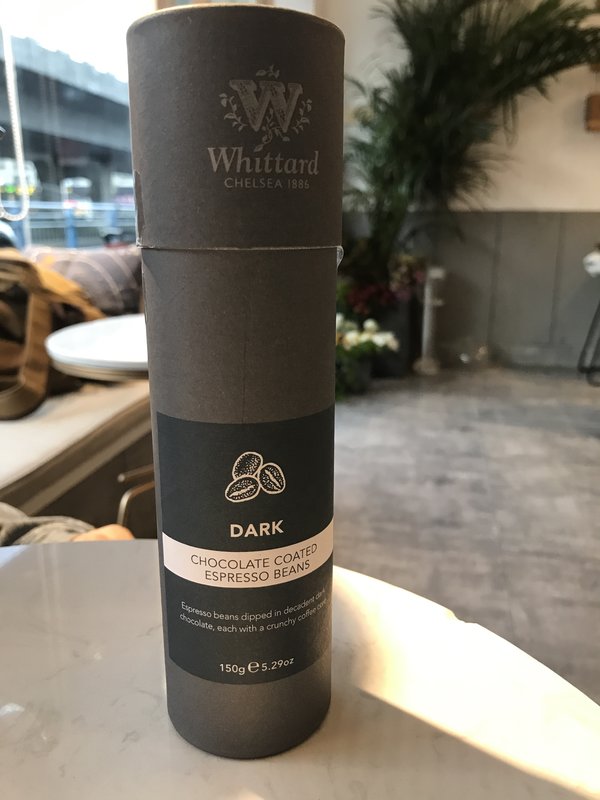 W
Whittard
CHELSEA 1886
DARK
CHOCOLATE COATED
ESPRESSO BEANS
Espresso beans dipped in decadent dark
chocolate, each with a crunchy coffee
150g ℮ 5.29oz